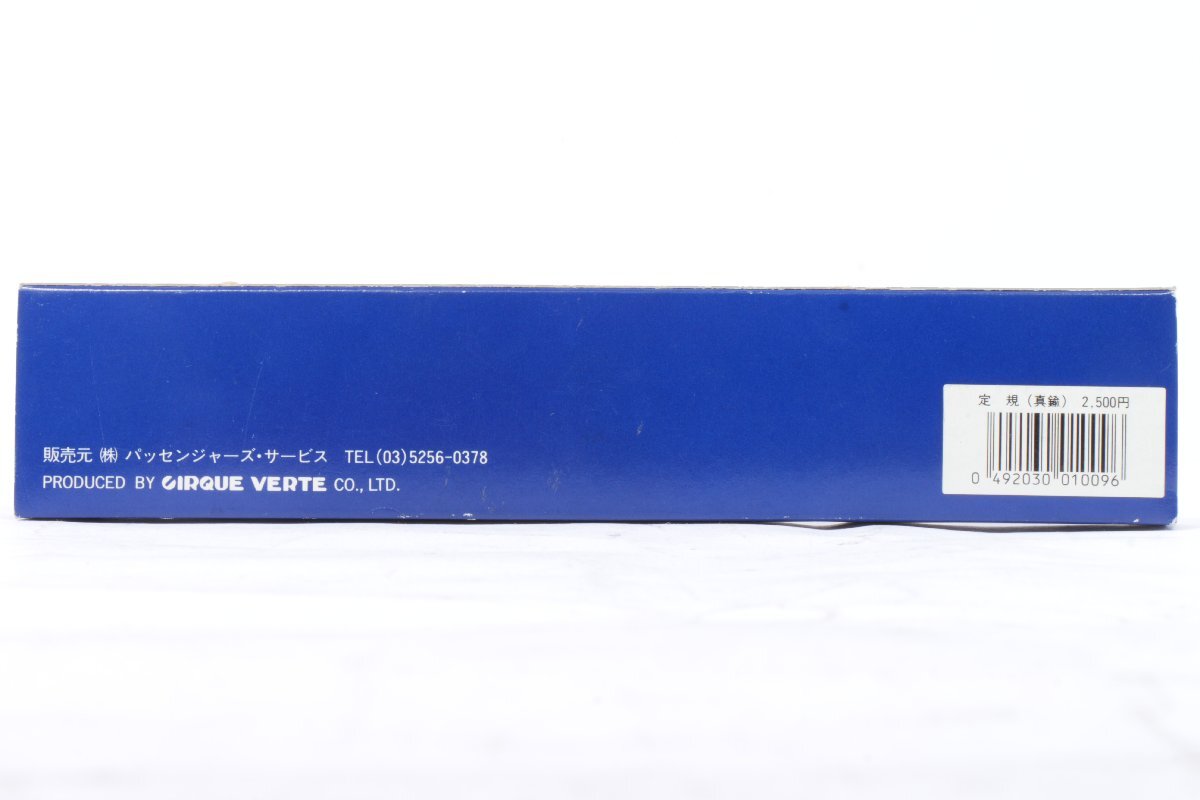 定 規（真鍮） 2.500円
0 492030 010096
販売元 ㈱ パッセンジャーズ・サービス TEL(03)5256-0378
PRODUCED BY CIRQUE VERTE CO., LTD.